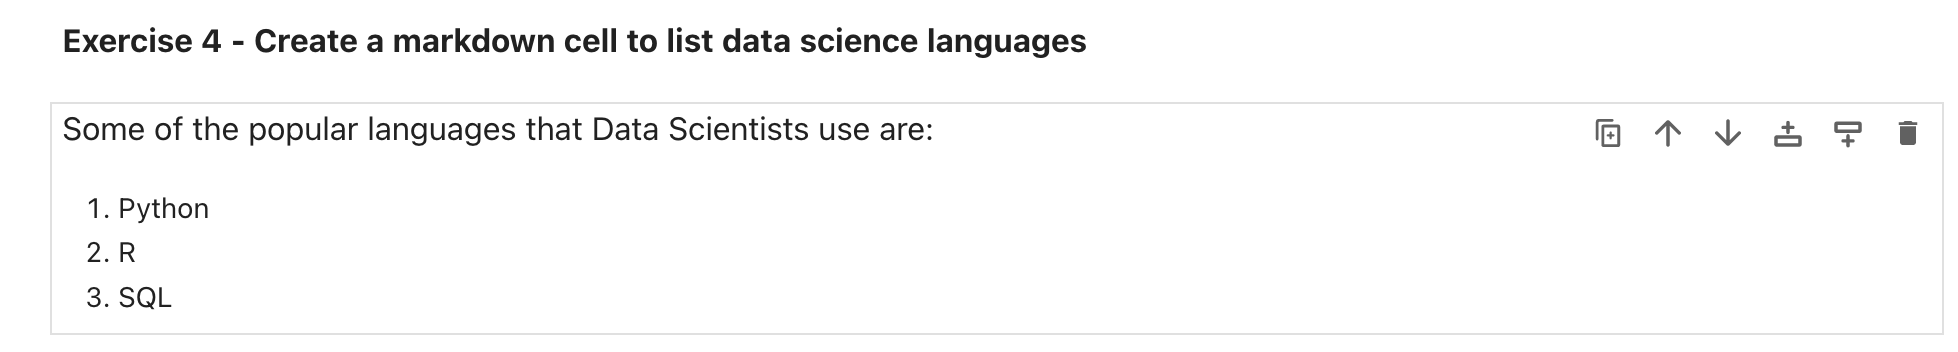 Exercise 4 - Create a markdown cell to list data science languages
Some of the popular languages that Data Scientists use are:
1. Python
2. R
3. SQL